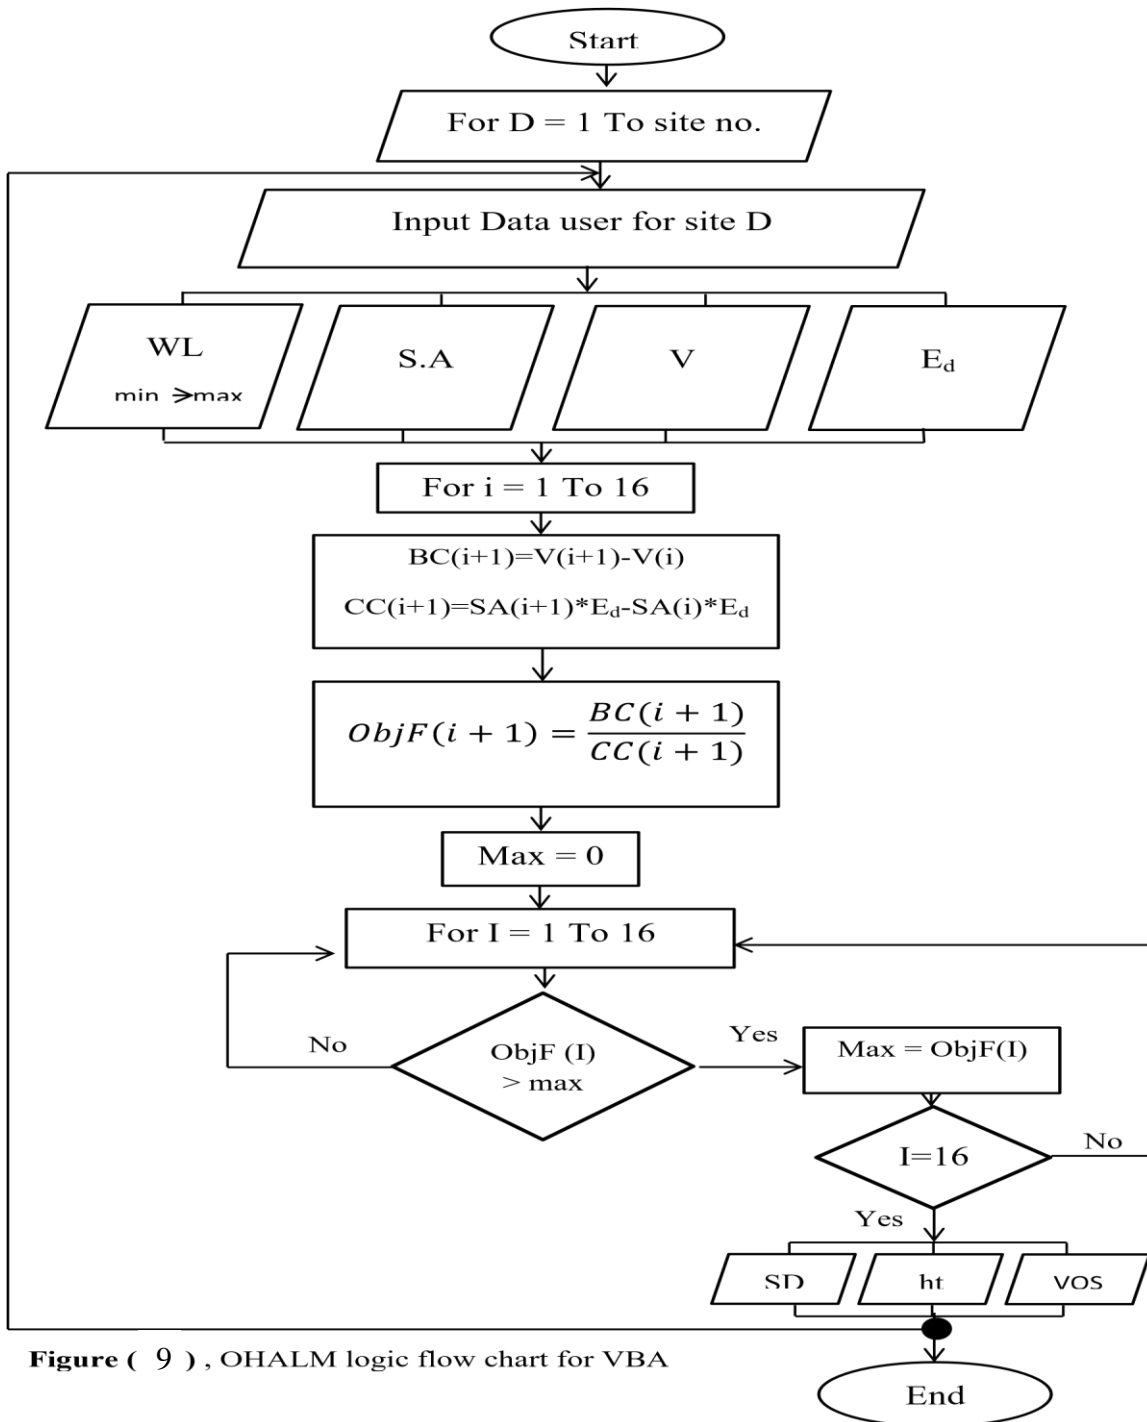 Start
For D = 1 To site no.
Input Data user for site D
WL
min →max
S.A
V
E_d
For i = 1 To 16
BC(i+1)=V(i+1)-V(i)
CC(i+1)=SA(i+1)*E_d-SA(i)*E_d
ObjF(i + 1) = BC(i + 1) / CC(i + 1)
Max = 0
For I = 1 To 16
No
ObjF (I)
> max
Yes
Max = ObjF(I)
I=16
No
Yes
SD
ht
VOS
Figure ( 9 ) , OHALM logic flow chart for VBA
End